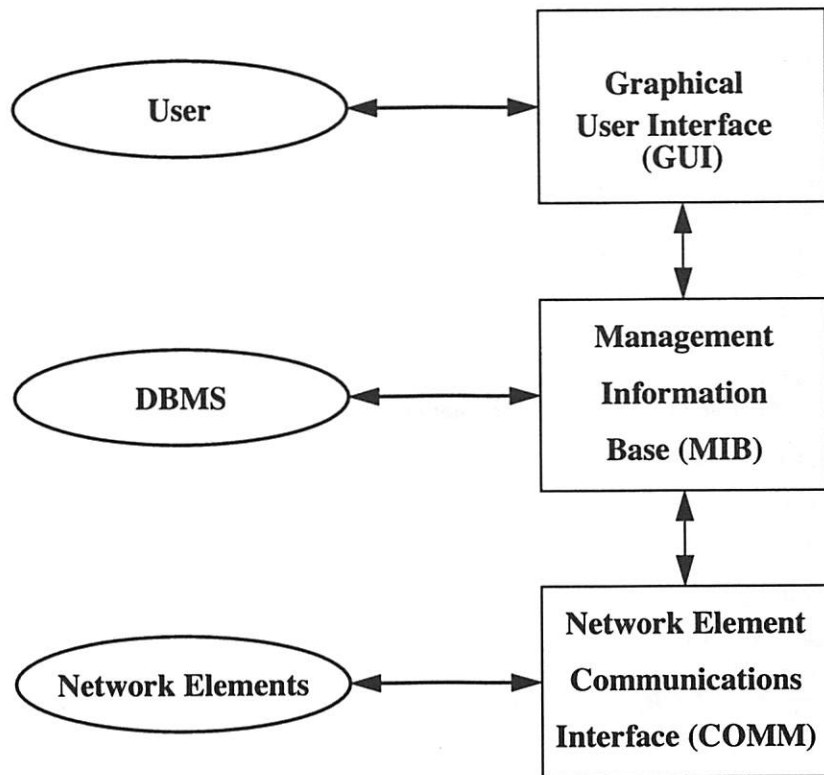 User
Graphical
User Interface
(GUI)
DBMS
Management
Information
Base (MIB)
Network Elements
Network Element
Communications
Interface (COMM)